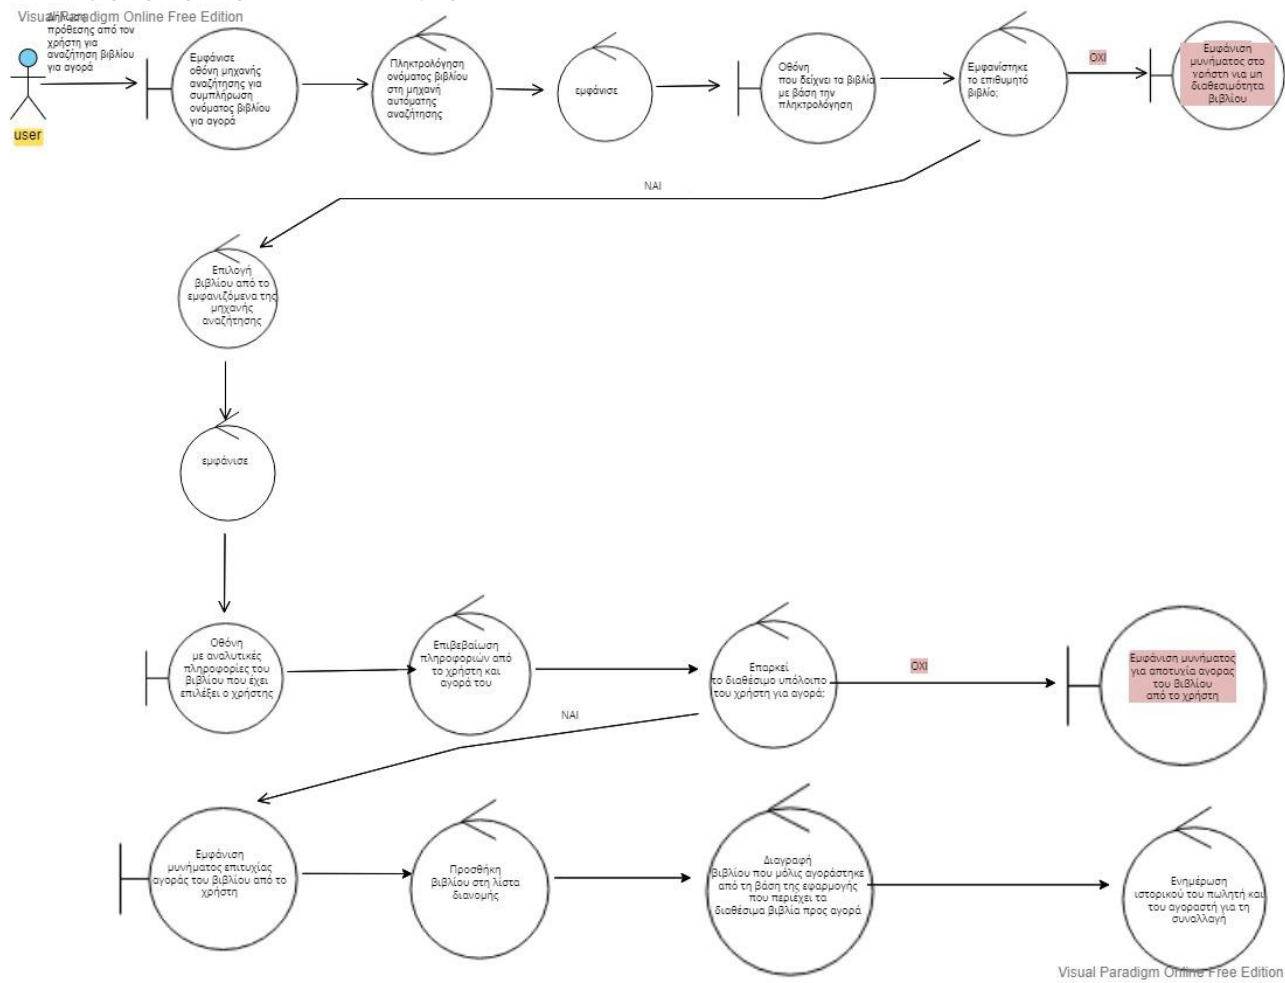 Visual Paradigm Online Free Edition
πρόθεσης από τον
χρήστη για
αναζήτηση βιβλίου
για αγορά
user
Εμφάνισε
οθόνη μηχανής
αναζήτησης για
συμπλήρωση
ονόματος βιβλίου
για αγορά
Πληκτρολόγηση
ονόματος βιβλίου
στη μηχανή
αυτοματης
αναζήτησης
εμφάνισε
Οθόνη
που δείχνει τα βιβλία
με βάση την
πληκτρολόγηση
Εμφανίστηκε
το επιθυμητό
βιβλίο;
ΟΧΙ
Εμφάνιση
μυνήματος στο
χρήστη για μη
διαθεσιμότητα
βιβλίου
ΝΑΙ
Επιλογή
βιβλίου από το
εμφανιζόμενα της
μηχανής
αναζήτησης
εμφάνισε
Οθόνη
με αναλυτικές
πληροφορίες του
βιβλίου που έχει
επιλέξει ο χρήστης
Επιβεβαίωση
πληροφοριών από
το χρήστη και
αγορά του
Επαρκεί
το διαθέσιμο υπόλοιπο
του χρήστη για αγορά;
ΟΧΙ
Εμφάνιση μυνήματος
για αποτυχία αγορας
του βιβλίου
από το χρήστη
ΝΑΙ
Εμφάνιση
μυνήματος επιτυχίας
αγοράς του βιβλίου από το
χρήστη
Προσθήκη
βιβλίου στη λίστα
διανομής
Διαγραφή
βιβλίου που μόλις αγοράστηκε
από τη βάση της εφαρμογής
που περιέχει τα
διαθέσιμα βιβλία προς αγορά
Ενημέρωση
ιστορικού του πωλητή και
του αγοραστή για τη
συναλλαγή
Visual Paradigm Online Free Edition